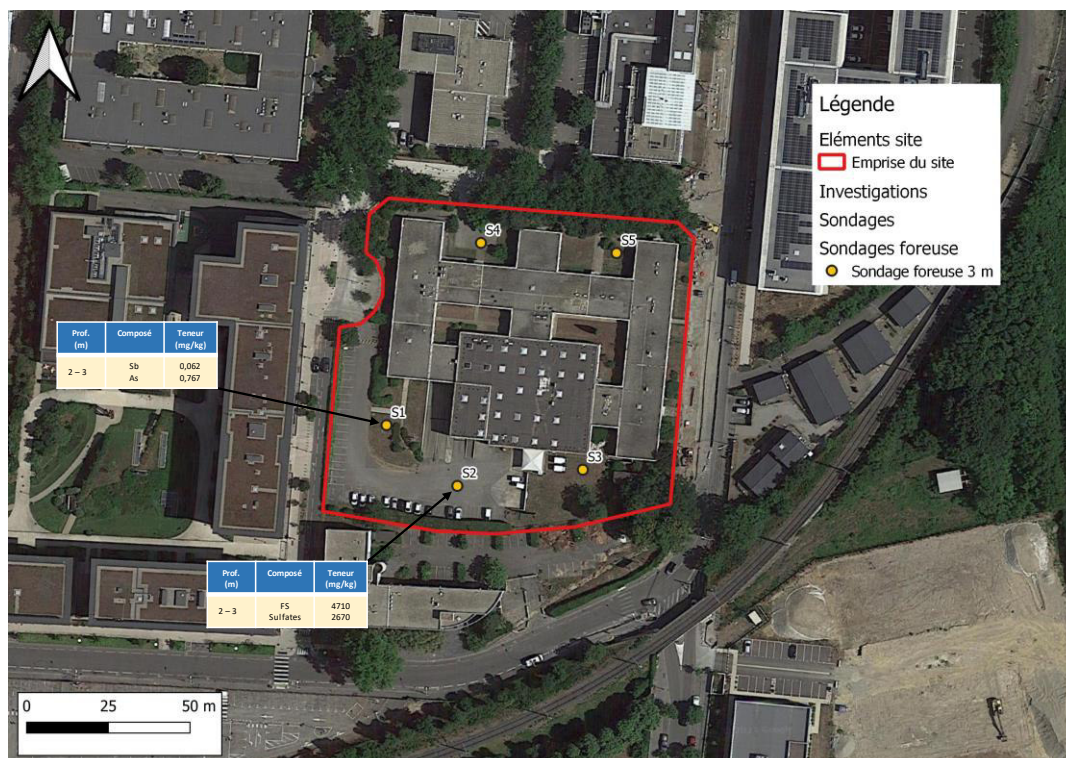 Légende
Eléments site
Emprise du site
Investigations
Sondages
Sondages foreuse
Sondage foreuse 3 m
S4
S5
Prof. (m) Composé Teneur (mg/kg)
2 – 3 Sb 0,062
As 0,767
S1
S3
S2
Prof. (m) Composé Teneur (mg/kg)
2 – 3 FS 4710
Sulfates 2670
0 25 50 m